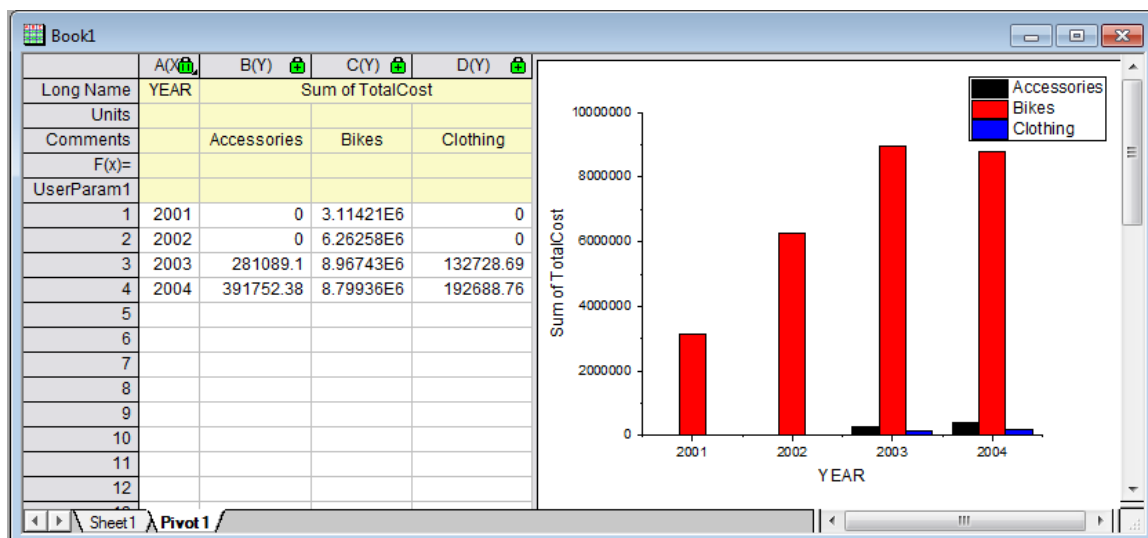 Book1
A(X) B(Y) C(Y) D(Y)
Long Name YEAR Sum of TotalCost
Units
Comments Accessories Bikes Clothing
F(x)=
UserParam1
1 2001 0 3.11421E6 0
2 2002 0 6.26258E6 0
3 2003 281089.1 8.96743E6 132728.69
4 2004 391752.38 8.79936E6 192688.76
5
6
7
8
9
10
11
12
Sheet1 Pivot1
Accessories
Bikes
Clothing
10000000
8000000
6000000
4000000
2000000
0
Sum of TotalCost
2001 2002 2003 2004
YEAR